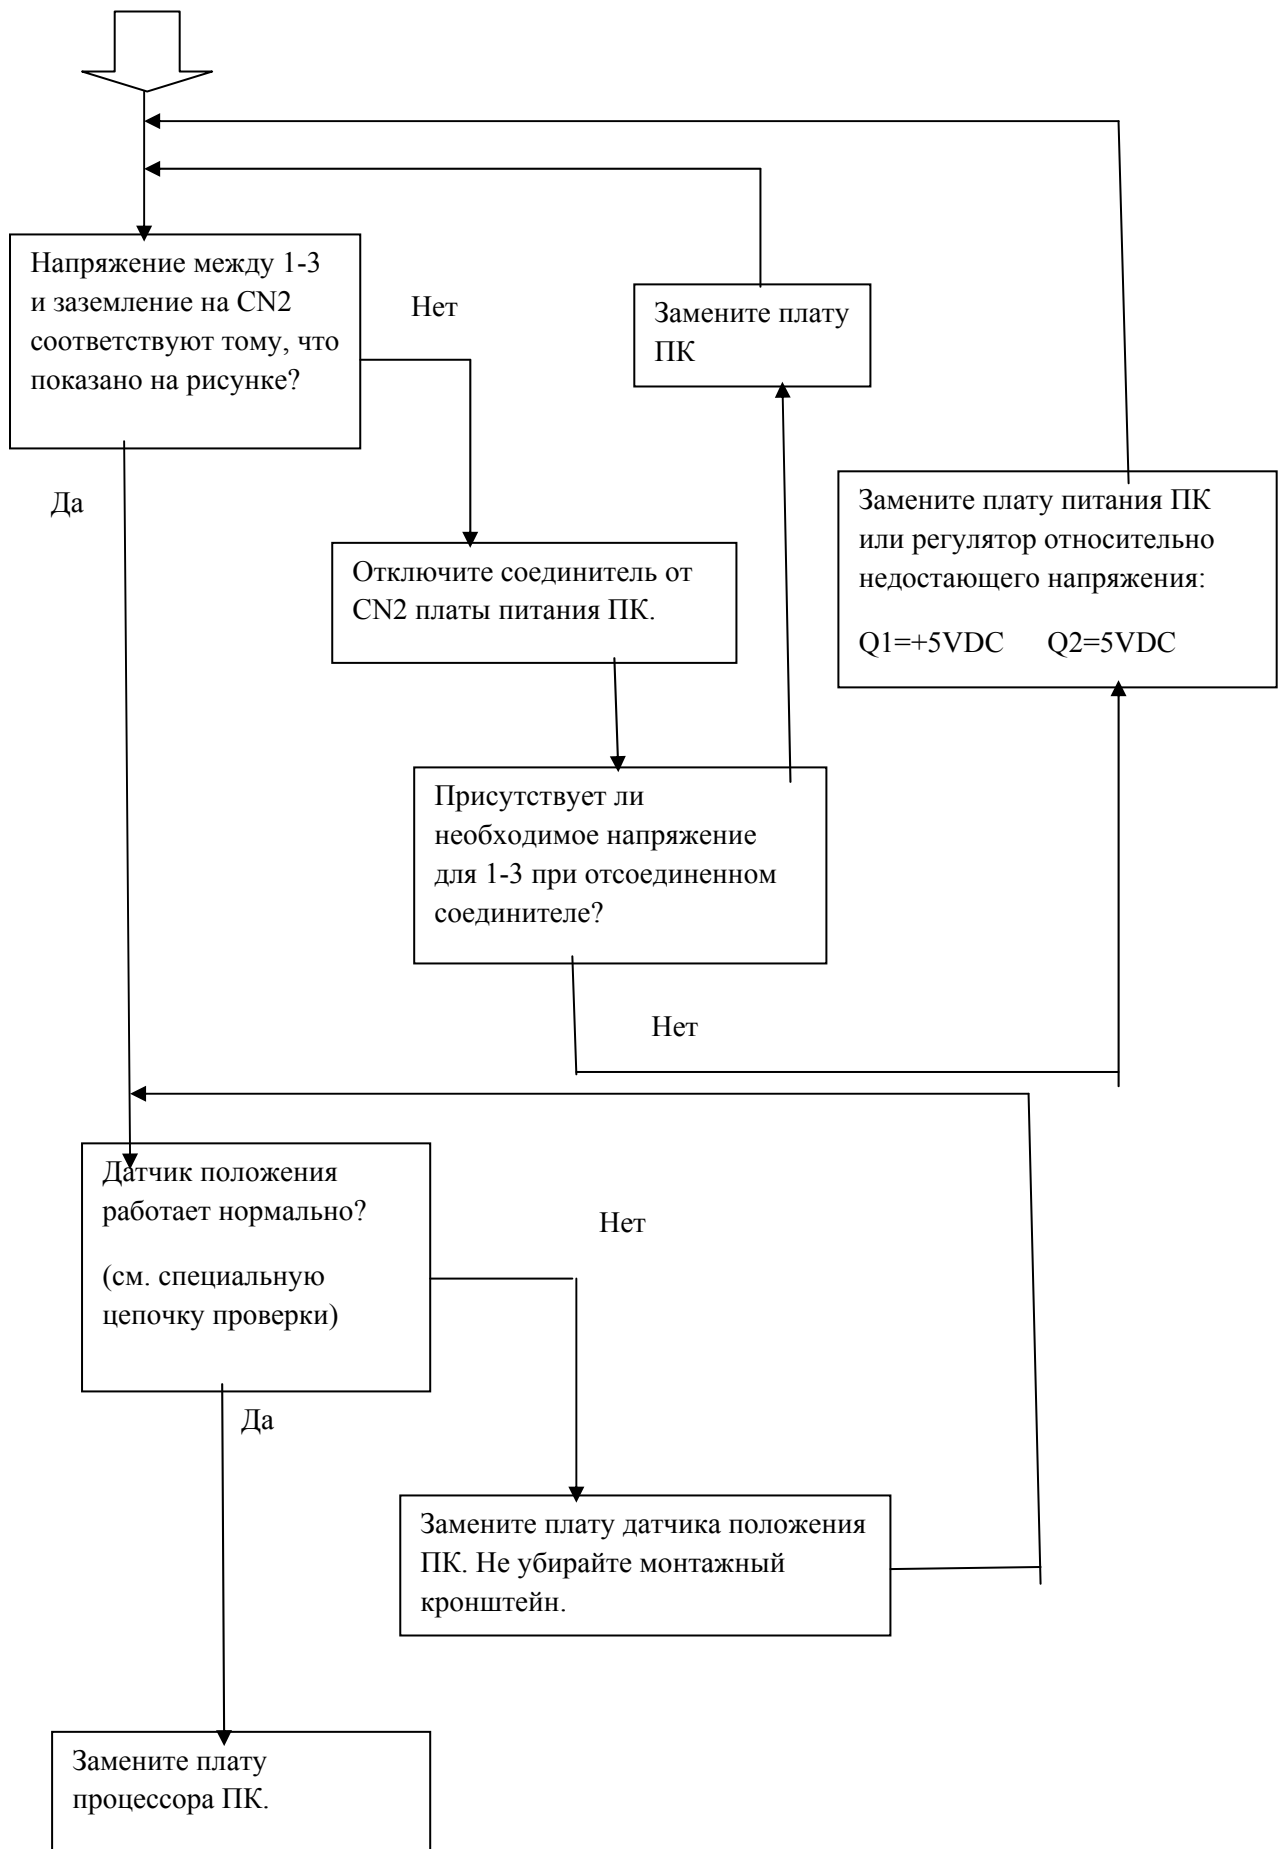 Напряжение между 1-3
и заземление на CN2
соответствуют тому, что
показано на рисунке?
Нет
Замените плату
ПК
Да
Замените плату питания ПК
или регулятор относительно
недостающего напряжения:
Q1=+5VDC Q2=5VDC
Отключите соединитель от
CN2 платы питания ПК.
Присутствует ли
необходимое напряжение
для 1-3 при отсоединенном
соединителе?
Нет
Датчик положения
работает нормально?
(см. специальную
цепочку проверки)
Нет
Да
Замените плату датчика положения
ПК. Не убирайте монтажный
кронштейн.
Замените плату
процессора ПК.